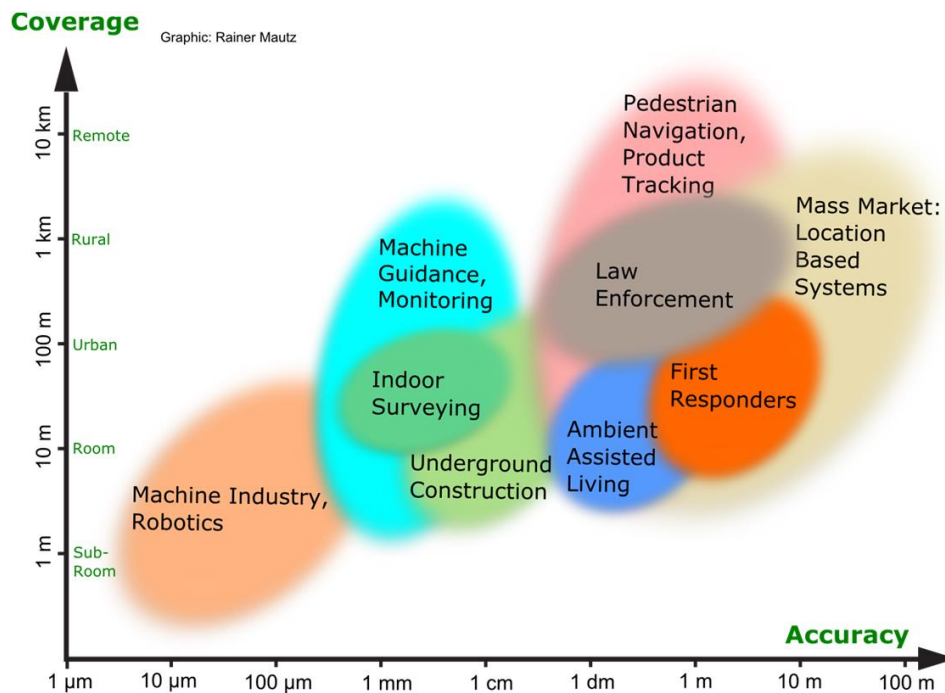 Coverage
Graphic: Rainer Mautz
10 km
Remote
1 km
Rural
100 m
Urban
10 m
Room
1 m
Sub-
Room
Pedestrian
Navigation,
Product
Tracking
Mass Market:
Location
Based
Systems
Machine
Guidance,
Monitoring
Law
Enforcement
Indoor
Surveying
First
Responders
Ambient
Assisted
Living
Underground
Construction
Machine Industry,
Robotics
Accuracy
1 µm
10 µm
100 µm
1 mm
1 cm
1 dm
1 m
10 m
100 m